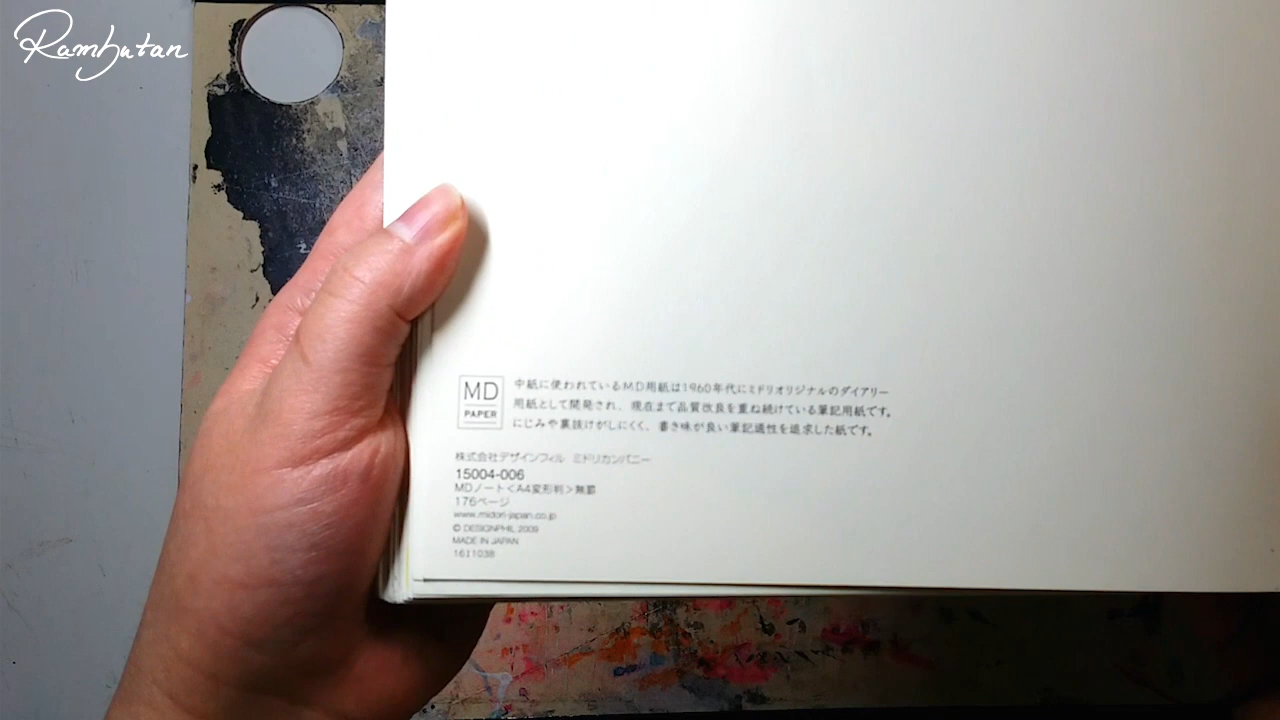 Rambutan
MD
PAPER
中紙に使われているMD用紙は1960年代にミドリオリジナルのダイアリー
用紙として開発され、現在まで品質改良を重ね続けている筆記用紙です。
にじみや裏抜けがしにくく、書き味が良い筆記適性を追求した紙です。
株式会社デザインフィル ミドリカンパニー
15004-006
MDノート<A4変形判>無罫
176ページ
www.midori-japan.co.jp
© DESIGNPHIL 2009
MADE IN JAPAN
1611038